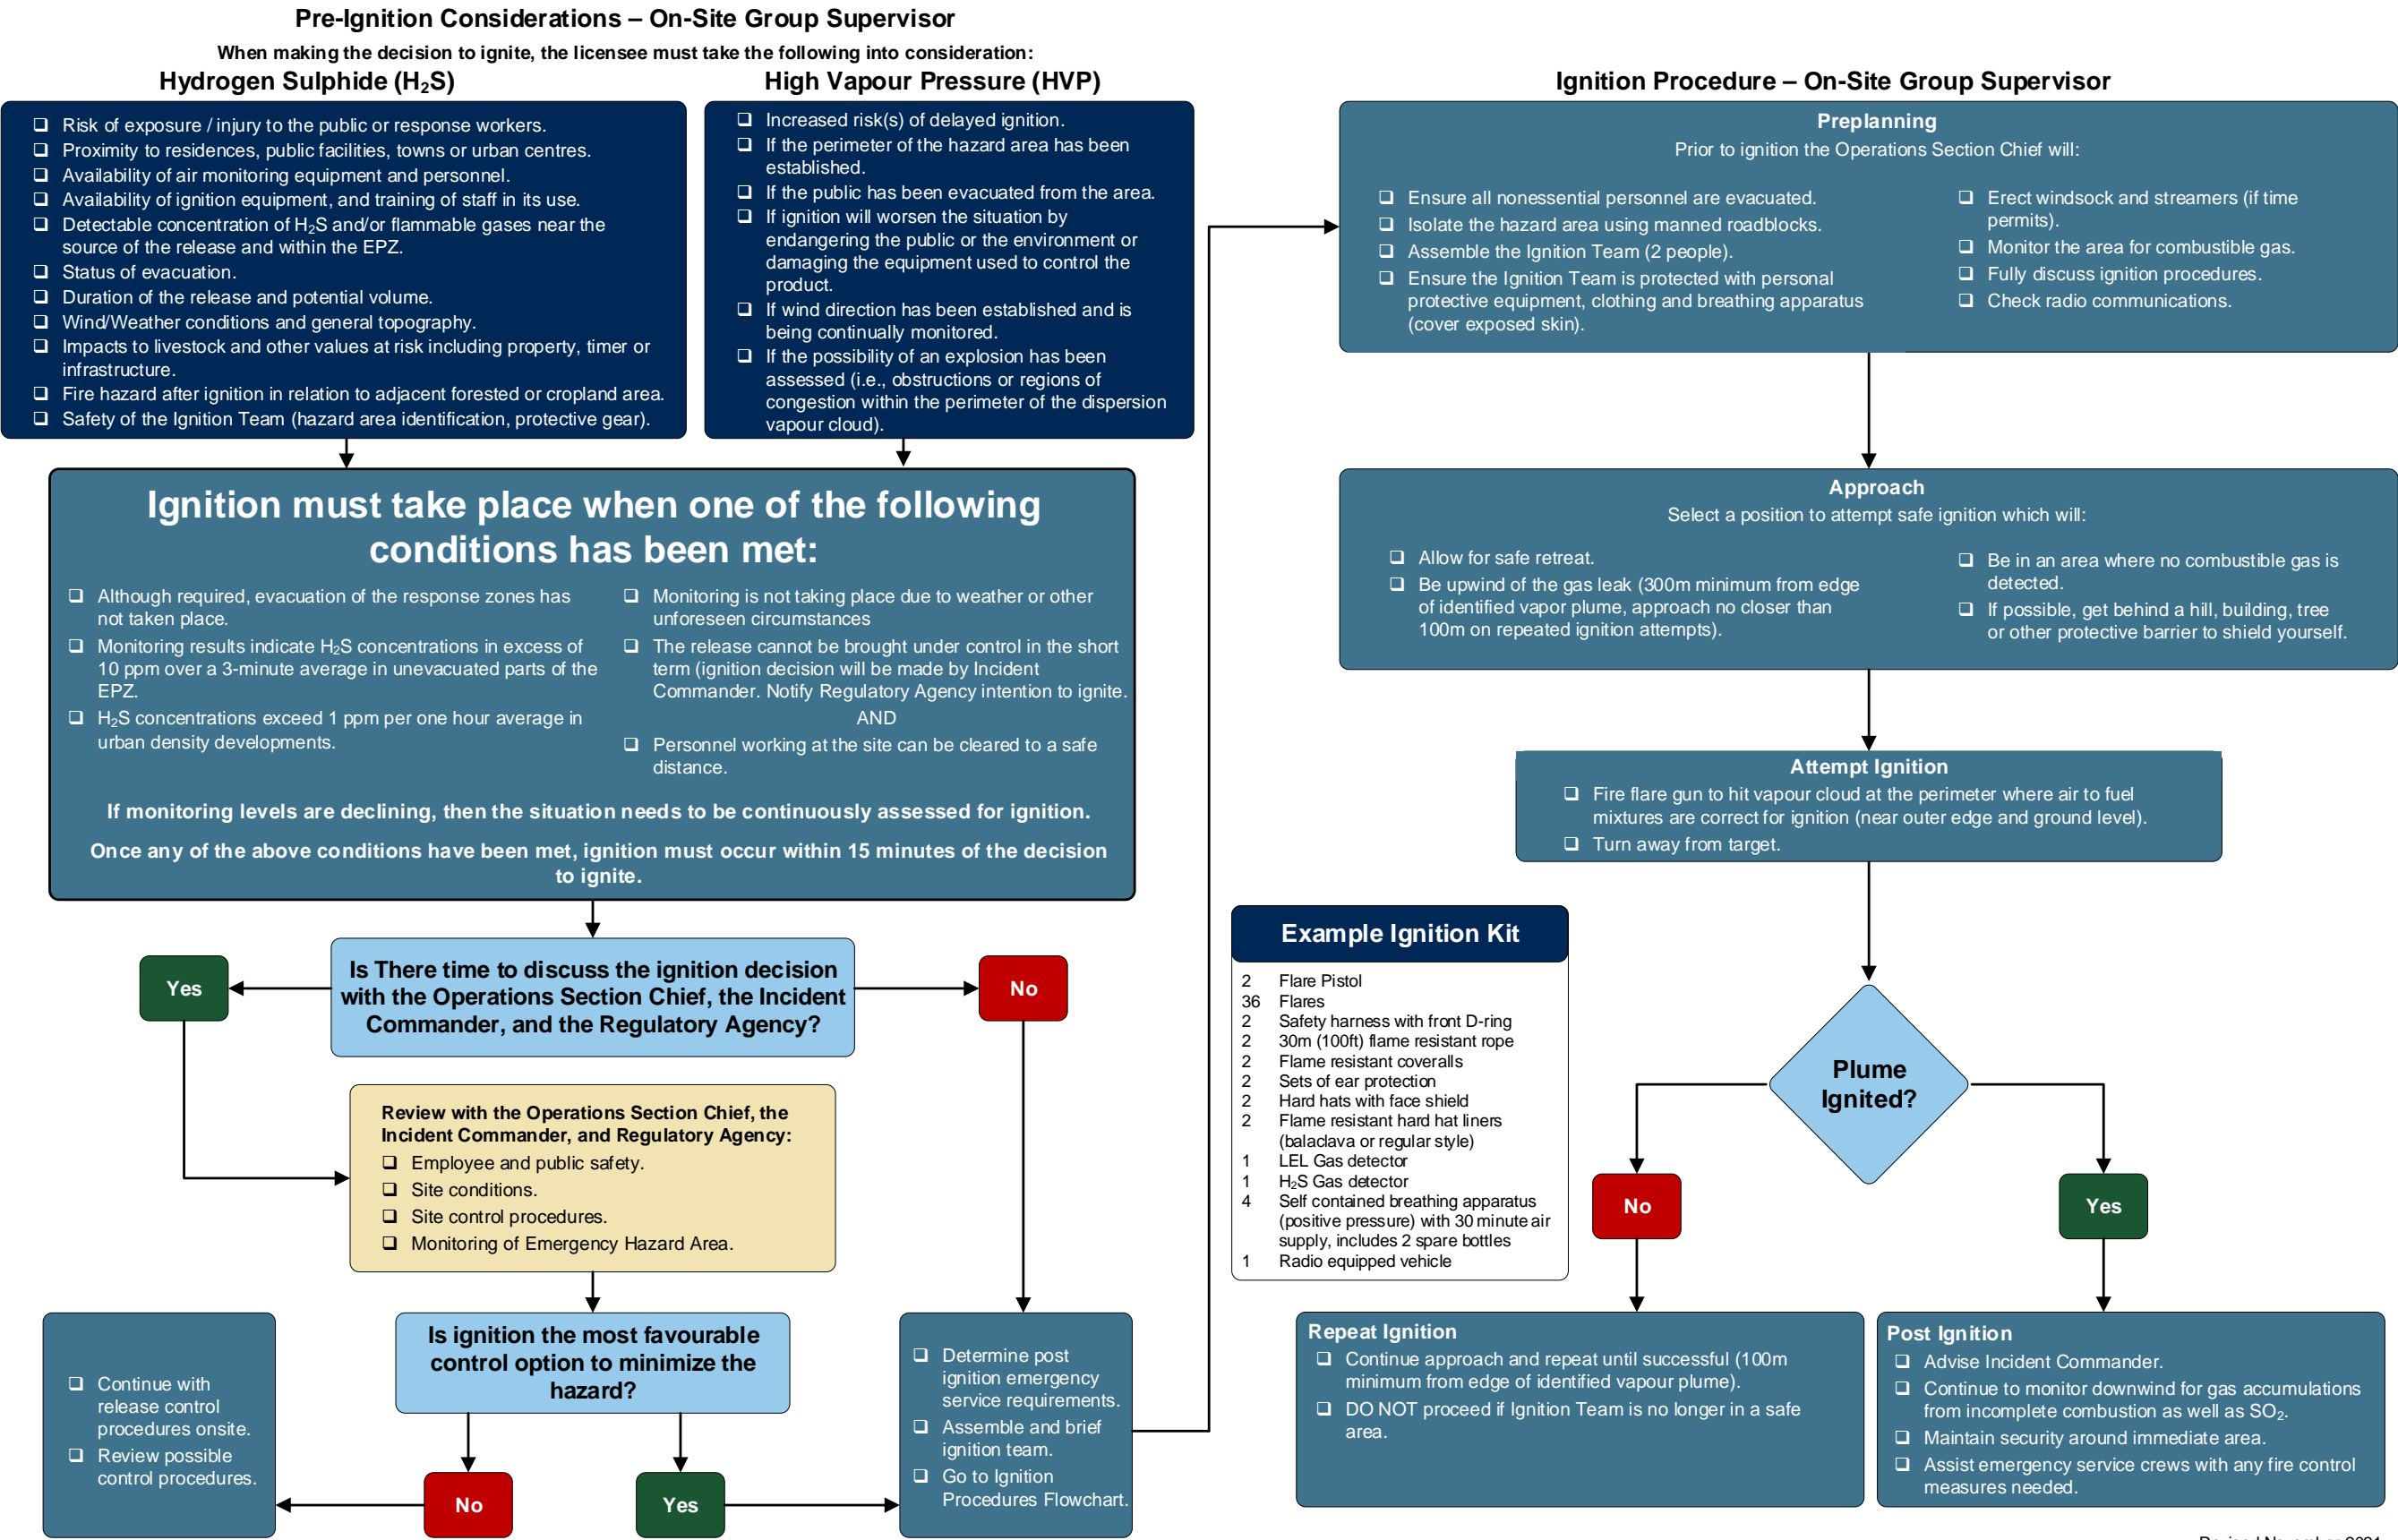 Pre-Ignition Considerations – On-Site Group Supervisor
When making the decision to ignite, the licensee must take the following into consideration:
Hydrogen Sulphide (H₂S)
❑ Risk of exposure / injury to the public or response workers.
❑ Proximity to residences, public facilities, towns or urban centres.
❑ Availability of air monitoring equipment and personnel.
❑ Availability of ignition equipment, and training of staff in its use.
❑ Detectable concentration of H₂S and/or flammable gases near the
source of the release and within the EPZ.
❑ Status of evacuation.
❑ Duration of the release and potential volume.
❑ Wind/Weather conditions and general topography.
❑ Impacts to livestock and other values at risk including property, timer or
infrastructure.
❑ Fire hazard after ignition in relation to adjacent forested or cropland area.
❑ Safety of the Ignition Team (hazard area identification, protective gear).
High Vapour Pressure (HVP)
❑ Increased risk(s) of delayed ignition.
❑ If the perimeter of the hazard area has been
established.
❑ If the public has been evacuated from the area.
❑ If ignition will worsen the situation by
endangering the public or the environment or
damaging the equipment used to control the
product.
❑ If wind direction has been established and is
being continually monitored.
❑ If the possibility of an explosion has been
assessed (i.e., obstructions or regions of
congestion within the perimeter of the dispersion
vapour cloud).
Ignition must take place when one of the following
conditions has been met:
❑ Although required, evacuation of the response zones has
not taken place.
❑ Monitoring results indicate H₂S concentrations in excess of
10 ppm over a 3-minute average in unevacuated parts of the
EPZ.
❑ H₂S concentrations exceed 1 ppm per one hour average in
urban density developments.
❑ Monitoring is not taking place due to weather or other
unforeseen circumstances
❑ The release cannot be brought under control in the short
term (ignition decision will be made by Incident
Commander. Notify Regulatory Agency intention to ignite.
AND
❑ Personnel working at the site can be cleared to a safe
distance.
If monitoring levels are declining, then the situation needs to be continuously assessed for ignition.
Once any of the above conditions have been met, ignition must occur within 15 minutes of the decision
to ignite.
Yes
Is There time to discuss the ignition decision
with the Operations Section Chief, the Incident
Commander, and the Regulatory Agency?
No
Review with the Operations Section Chief, the
Incident Commander, and Regulatory Agency:
❑ Employee and public safety.
❑ Site conditions.
❑ Site control procedures.
❑ Monitoring of Emergency Hazard Area.
❑ Continue with
release control
procedures onsite.
❑ Review possible
control procedures.
Is ignition the most favourable
control option to minimize the
hazard?
No
Yes
❑ Determine post
ignition emergency
service requirements.
❑ Assemble and brief
ignition team.
❑ Go to Ignition
Procedures Flowchart.
Ignition Procedure – On-Site Group Supervisor
Preplanning
Prior to ignition the Operations Section Chief will:
❑ Ensure all nonessential personnel are evacuated.
❑ Isolate the hazard area using manned roadblocks.
❑ Assemble the Ignition Team (2 people).
❑ Ensure the Ignition Team is protected with personal
protective equipment, clothing and breathing apparatus
(cover exposed skin).
❑ Erect windsock and streamers (if time
permits).
❑ Monitor the area for combustible gas.
❑ Fully discuss ignition procedures.
❑ Check radio communications.
Approach
Select a position to attempt safe ignition which will:
❑ Allow for safe retreat.
❑ Be upwind of the gas leak (300m minimum from edge
of identified vapor plume, approach no closer than
100m on repeated ignition attempts).
❑ Be in an area where no combustible gas is
detected.
❑ If possible, get behind a hill, building, tree
or other protective barrier to shield yourself.
Attempt Ignition
❑ Fire flare gun to hit vapour cloud at the perimeter where air to fuel
mixtures are correct for ignition (near outer edge and ground level).
❑ Turn away from target.
Example Ignition Kit
2 Flare Pistol
36 Flares
2 Safety harness with front D-ring
2 30m (100ft) flame resistant rope
2 Flame resistant coveralls
2 Sets of ear protection
2 Hard hats with face shield
2 Flame resistant hard hat liners
(balaclava or regular style)
1 LEL Gas detector
1 H₂S Gas detector
4 Self contained breathing apparatus
(positive pressure) with 30 minute air
supply, includes 2 spare bottles
1 Radio equipped vehicle
Plume
Ignited?
No
Yes
Repeat Ignition
❑ Continue approach and repeat until successful (100m
minimum from edge of identified vapour plume).
❑ DO NOT proceed if Ignition Team is no longer in a safe
area.
Post Ignition
❑ Advise Incident Commander.
❑ Continue to monitor downwind for gas accumulations
from incomplete combustion as well as SO₂.
❑ Maintain security around immediate area.
❑ Assist emergency service crews with any fire control
measures needed.